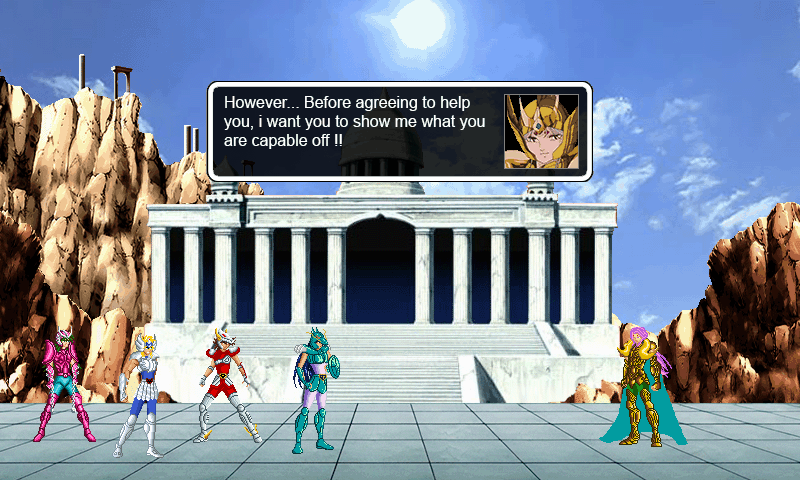 However... Before agreeing to help
you, i want you to show me what you
are capable off !!